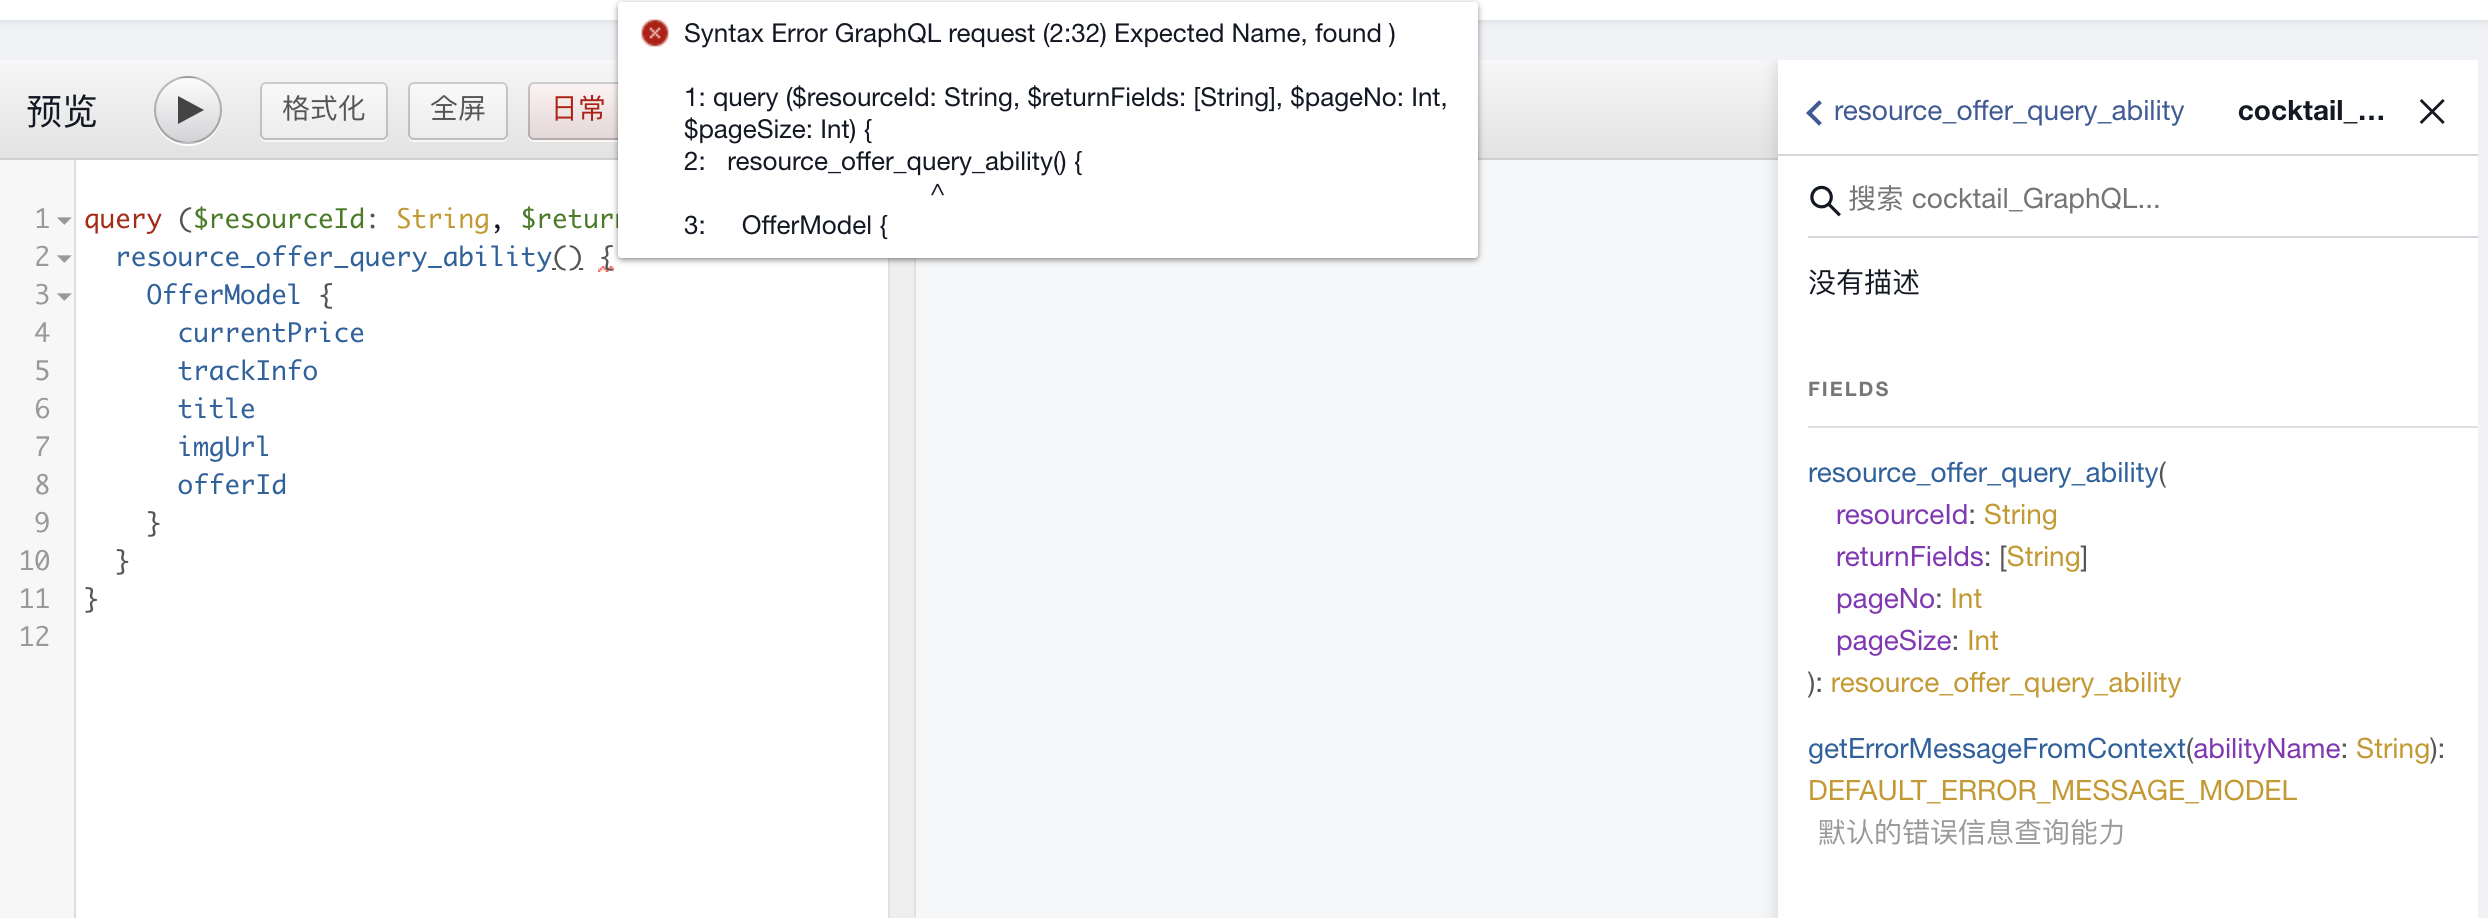 Syntax Error GraphQL request (2:32) Expected Name, found )
1: query ($resourceId: String, $returnFields: [String], $pageNo: Int,
$pageSize: Int) {
2:   resource_offer_query_ability() {
^
3:     OfferModel {
预览
格式化
全屏
日常
1 query ($resourceId: String, $return
2   resource_offer_query_ability() {
3     OfferModel {
4       currentPrice
5       trackInfo
6       title
7       imgUrl
8       offerId
9     }
10   }
11 }
12
resource_offer_query_ability cocktail_...
搜索 cocktail_GraphQL...
没有描述
FIELDS
resource_offer_query_ability(
resourceId: String
returnFields: [String]
pageNo: Int
pageSize: Int
): resource_offer_query_ability
getErrorMessageFromContext(abilityName: String):
DEFAULT_ERROR_MESSAGE_MODEL
默认的错误信息查询能力